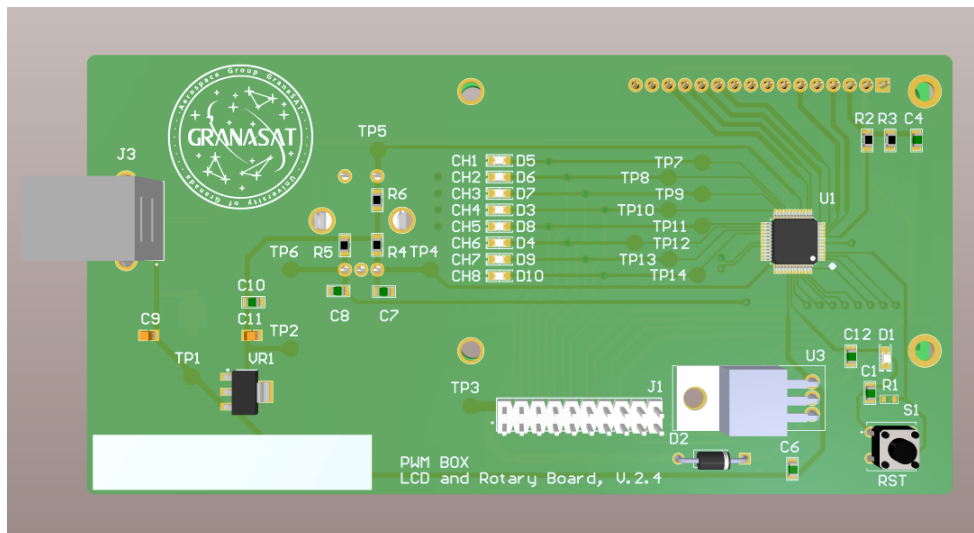 Aerospace Group GranaSAT
GRANASAT
University of Granada
J3
TP5
R6
R5
R4
TP4
TP6
C10
C8
C7
C9
C11
TP2
TP1
VR1
CH1 D5
CH2 D6
CH3 D7
CH4 D3
CH5 D8
CH6 D4
CH7 D9
CH8 D10
TP7
TP8
TP9
TP10
TP11
TP12
TP13
TP14
R2 R3 C4
U1
TP3
J1
U3
D2
C6
C12 D1
C1
R1
S1
RST
PWM BOX
LCD and Rotary Board, V.2.4